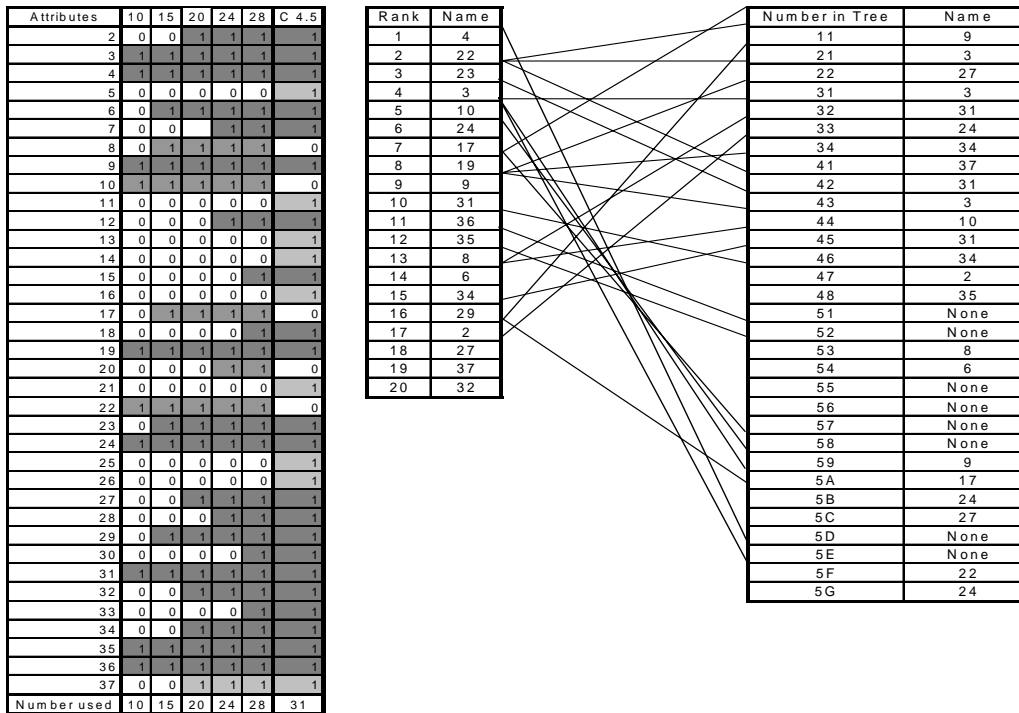 Attributes 10 15 20 24 28 C 4.5
2 0 0 1 1 1 1
3 1 1 1 1 1 1
4 1 1 1 1 1 1
5 0 0 0 0 0 1
6 0 1 1 1 1 1
7 0 0 1 1 1
8 0 1 1 1 1 0
9 1 1 1 1 1 1
10 1 1 1 1 1 0
11 0 0 0 0 0 1
12 0 0 0 1 1 1
13 0 0 0 0 0 1
14 0 0 0 0 0 1
15 0 0 0 0 1 1
16 0 0 0 0 0 1
17 0 1 1 1 1 0
18 0 0 0 0 1 1
19 1 1 1 1 1 1
20 0 0 0 1 1 0
21 0 0 0 0 0 1
22 1 1 1 1 1 0
23 0 1 1 1 1 1
24 1 1 1 1 1 1
25 0 0 0 0 0 1
26 0 0 0 0 0 1
27 0 0 1 1 1 1
28 0 0 0 1 1 1
29 0 1 1 1 1 1
30 0 0 0 0 1 1
31 1 1 1 1 1 1
32 0 0 1 1 1 1
33 0 0 0 0 1 1
34 0 0 1 1 1 1
35 1 1 1 1 1 1
36 1 1 1 1 1 1
37 0 0 1 1 1 1
Number used 10 15 20 24 28 31
Rank Name
1 4
2 22
3 23
4 3
5 10
6 24
7 17
8 19
9 9
10 31
11 36
12 35
13 8
14 6
15 34
16 29
17 2
18 27
19 37
20 32
Number in Tree Name
11 9
21 3
22 27
31 3
32 31
33 24
34 34
41 37
42 31
43 3
44 10
45 31
46 34
47 2
48 35
51 None
52 None
53 8
54 6
55 None
56 None
57 None
58 None
59 9
5A 17
5B 24
5C 27
5D None
5E None
5F 22
5G 24